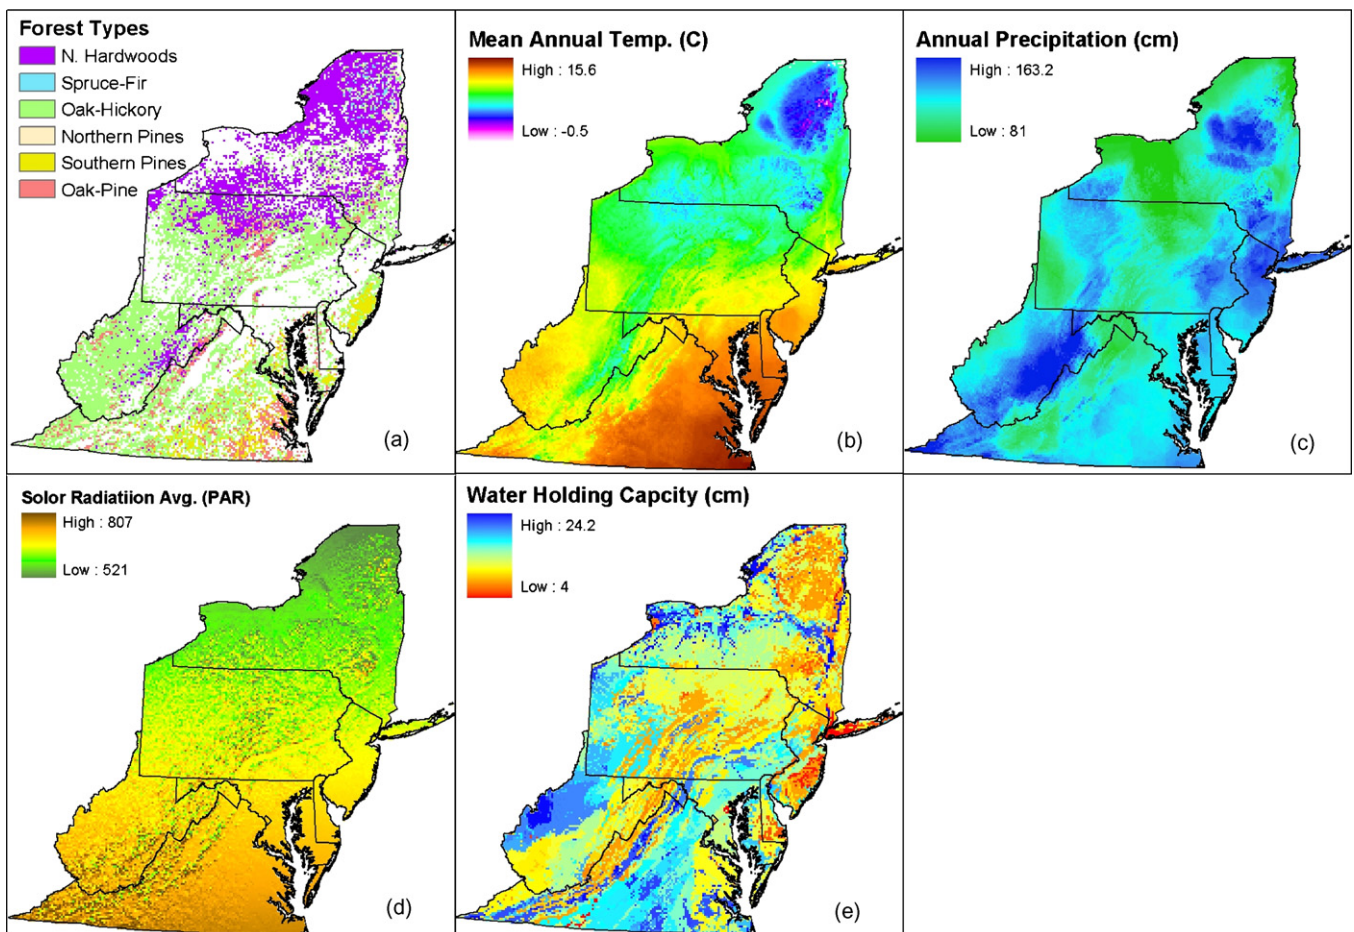 Forest Types
N. Hardwoods
Spruce-Fir
Oak-Hickory
Northern Pines
Southern Pines
Oak-Pine
(a)
Mean Annual Temp. (C)
High : 15.6
Low : -0.5
(b)
Annual Precipitation (cm)
High : 163.2
Low : 81
(c)
Solor Radiatiion Avg. (PAR)
High : 807
Low : 521
(d)
Water Holding Capcity (cm)
High : 24.2
Low : 4
(e)